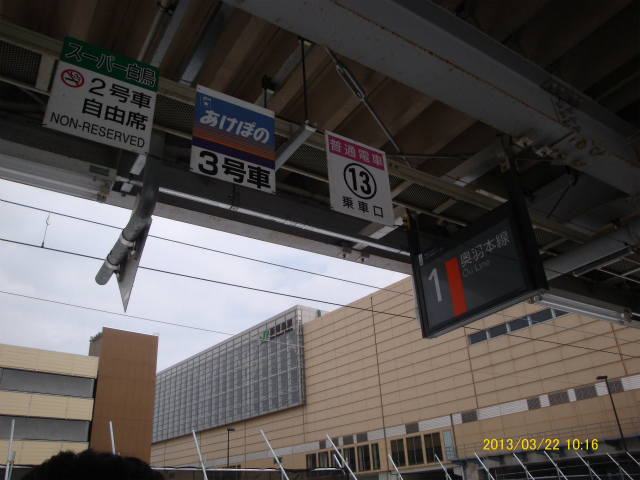 スーパー白鳥
2号車
自由席
NON-RESERVED
あけぼの
3号車
普通電車
13
乗車口
1
奥羽本線
Ou Line
2013/03/22 10:16